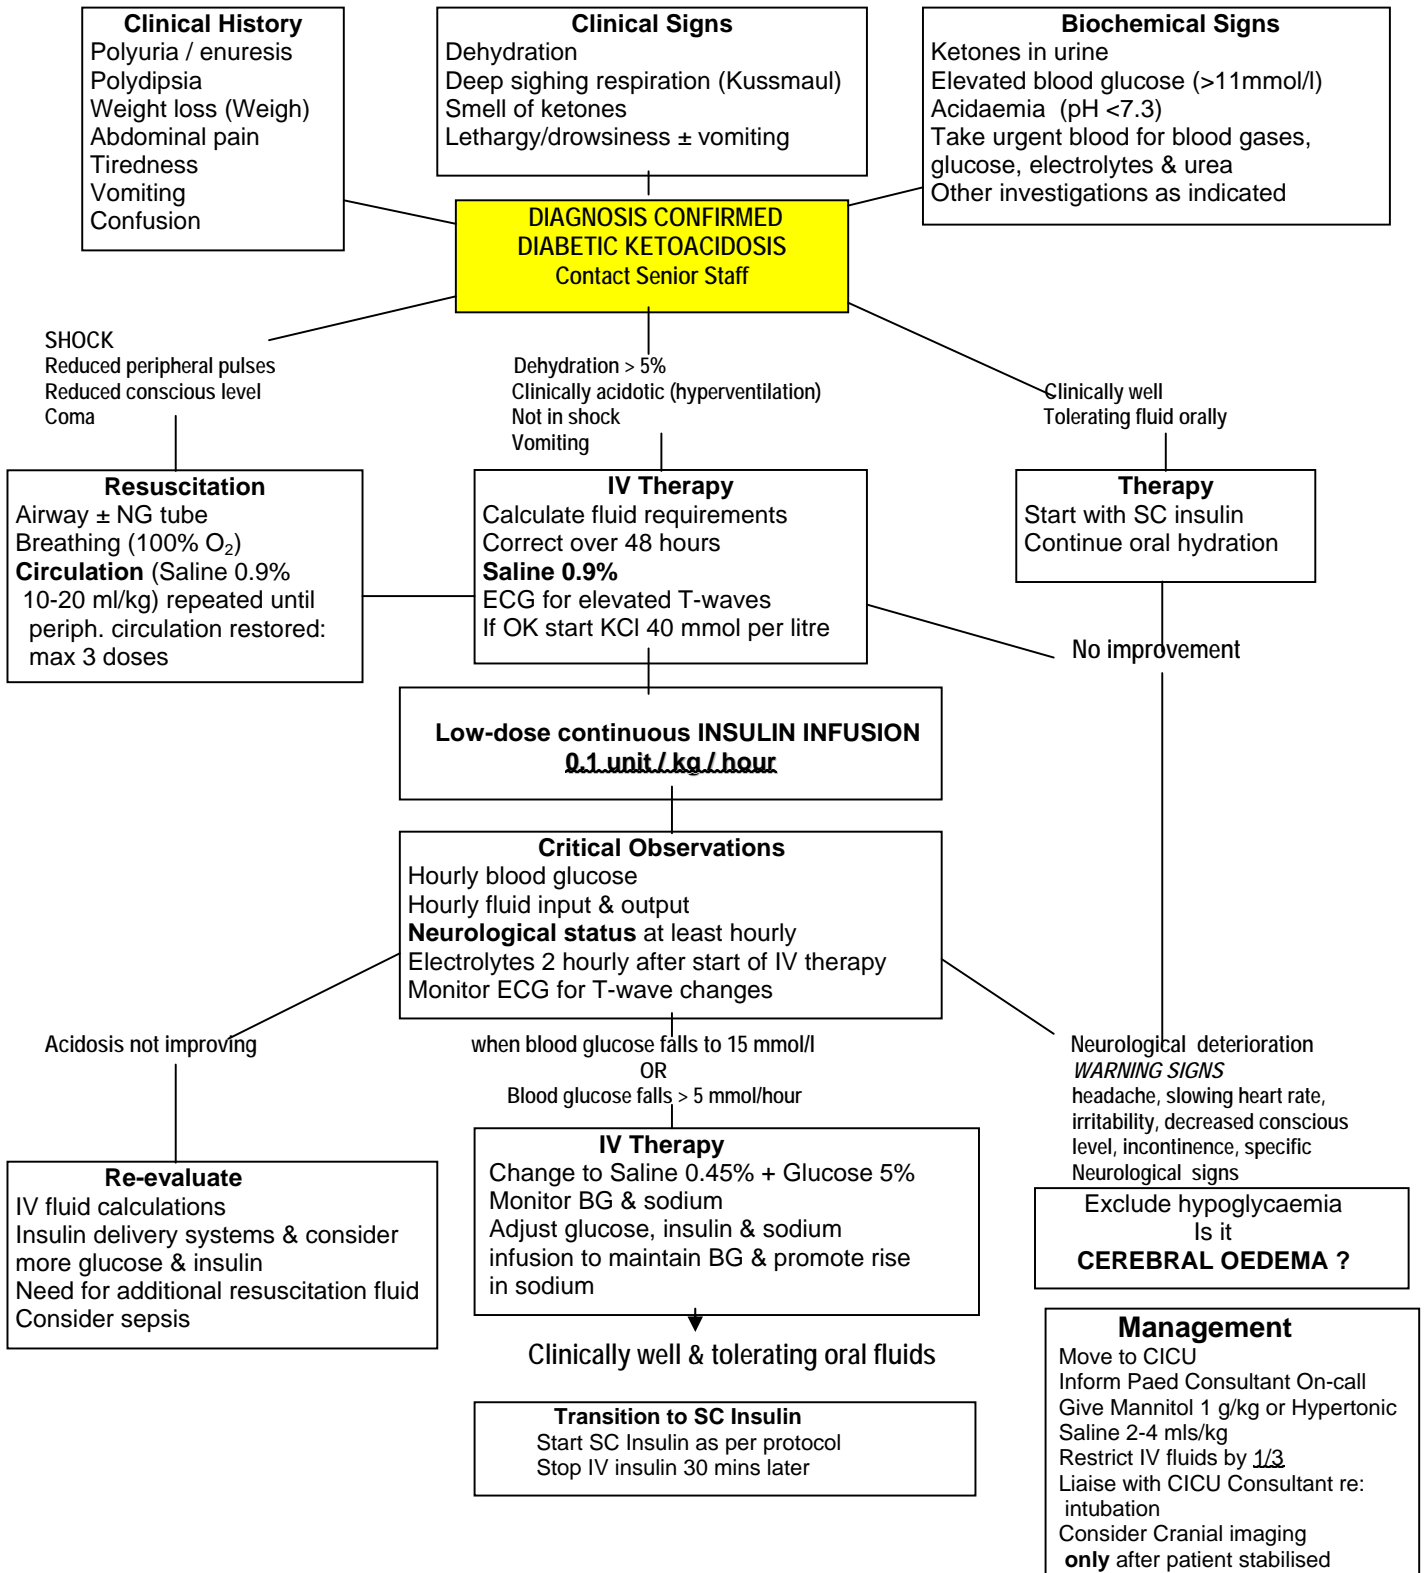 Clinical History
Polyuria / enuresis
Polydipsia
Weight loss (Weigh)
Abdominal pain
Tiredness
Vomiting
Confusion
Clinical Signs
Dehydration
Deep sighing respiration (Kussmaul)
Smell of ketones
Lethargy/drowsiness ± vomiting
Biochemical Signs
Ketones in urine
Elevated blood glucose (>11mmol/l)
Acidaemia (pH <7.3)
Take urgent blood for blood gases,
glucose, electrolytes & urea
Other investigations as indicated
DIAGNOSIS CONFIRMED
DIABETIC KETOACIDOSIS
Contact Senior Staff
SHOCK
Reduced peripheral pulses
Reduced conscious level
Coma
Dehydration > 5%
Clinically acidotic (hyperventilation)
Not in shock
Vomiting
Clinically well
Tolerating fluid orally
Resuscitation
Airway ± NG tube
Breathing (100% O₂)
Circulation (Saline 0.9%
10-20 ml/kg) repeated until
periph. circulation restored:
max 3 doses
IV Therapy
Calculate fluid requirements
Correct over 48 hours
Saline 0.9%
ECG for elevated T-waves
If OK start KCl 40 mmol per litre
Therapy
Start with SC insulin
Continue oral hydration
No improvement
Low-dose continuous INSULIN INFUSION
0.1 unit / kg / hour
Critical Observations
Hourly blood glucose
Hourly fluid input & output
Neurological status at least hourly
Electrolytes 2 hourly after start of IV therapy
Monitor ECG for T-wave changes
Acidosis not improving
when blood glucose falls to 15 mmol/l
OR
Blood glucose falls > 5 mmol/hour
Neurological deterioration
WARNING SIGNS
headache, slowing heart rate,
irritability, decreased conscious
level, incontinence, specific
Neurological signs
Re-evaluate
IV fluid calculations
Insulin delivery systems & consider
more glucose & insulin
Need for additional resuscitation fluid
Consider sepsis
IV Therapy
Change to Saline 0.45% + Glucose 5%
Monitor BG & sodium
Adjust glucose, insulin & sodium
infusion to maintain BG & promote rise
in sodium
Exclude hypoglycaemia
Is it
CEREBRAL OEDEMA ?
Clinically well & tolerating oral fluids
Transition to SC Insulin
Start SC Insulin as per protocol
Stop IV insulin 30 mins later
Management
Move to CICU
Inform Paed Consultant On-call
Give Mannitol 1 g/kg or Hypertonic
Saline 2-4 mls/kg
Restrict IV fluids by 1/3
Liaise with CICU Consultant re:
intubation
Consider Cranial imaging
only after patient stabilised